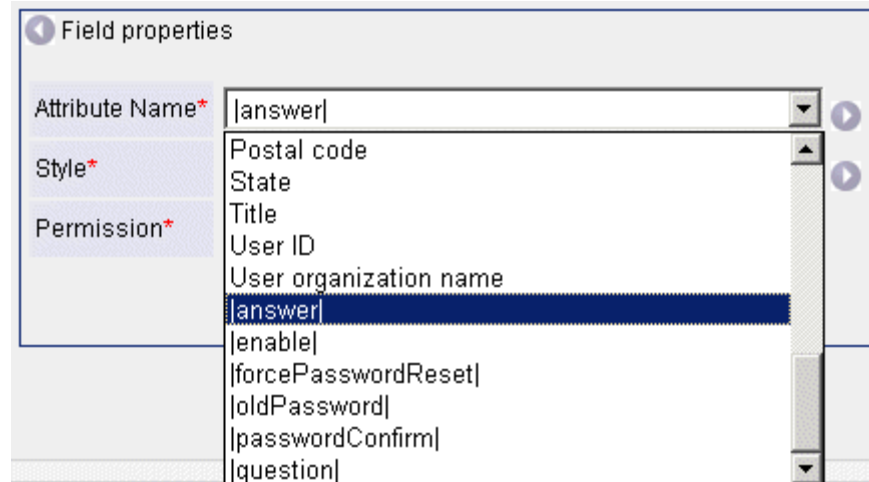 Field properties
Attribute Name* |answer|
Postal code
Style*
State
Title
Permission*
User ID
User organization name
|answer|
|enable|
|forcePasswordReset|
|oldPassword|
|passwordConfirm|
|question|